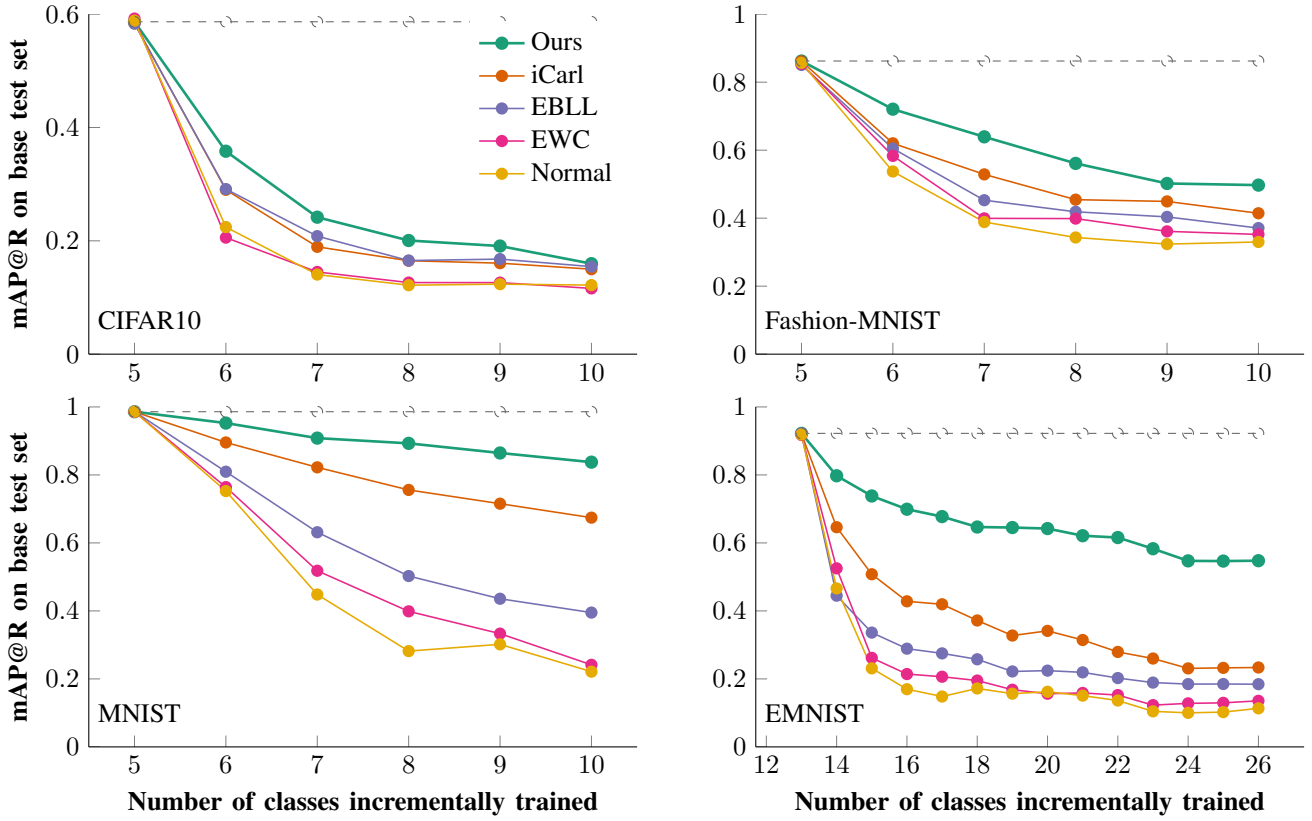 mAP@R on base test set
0.6
0.4
0.2
0
5 6 7 8 9 10
CIFAR10
Ours
iCarl
EBLL
EWC
Normal
1
0.8
0.6
0.4
0.2
0
5 6 7 8 9 10
Fashion-MNIST
mAP@R on base test set
1
0.8
0.6
0.4
0.2
0
5 6 7 8 9 10
MNIST
Number of classes incrementally trained
1
0.8
0.6
0.4
0.2
0
12 14 16 18 20 22 24 26
EMNIST
Number of classes incrementally trained